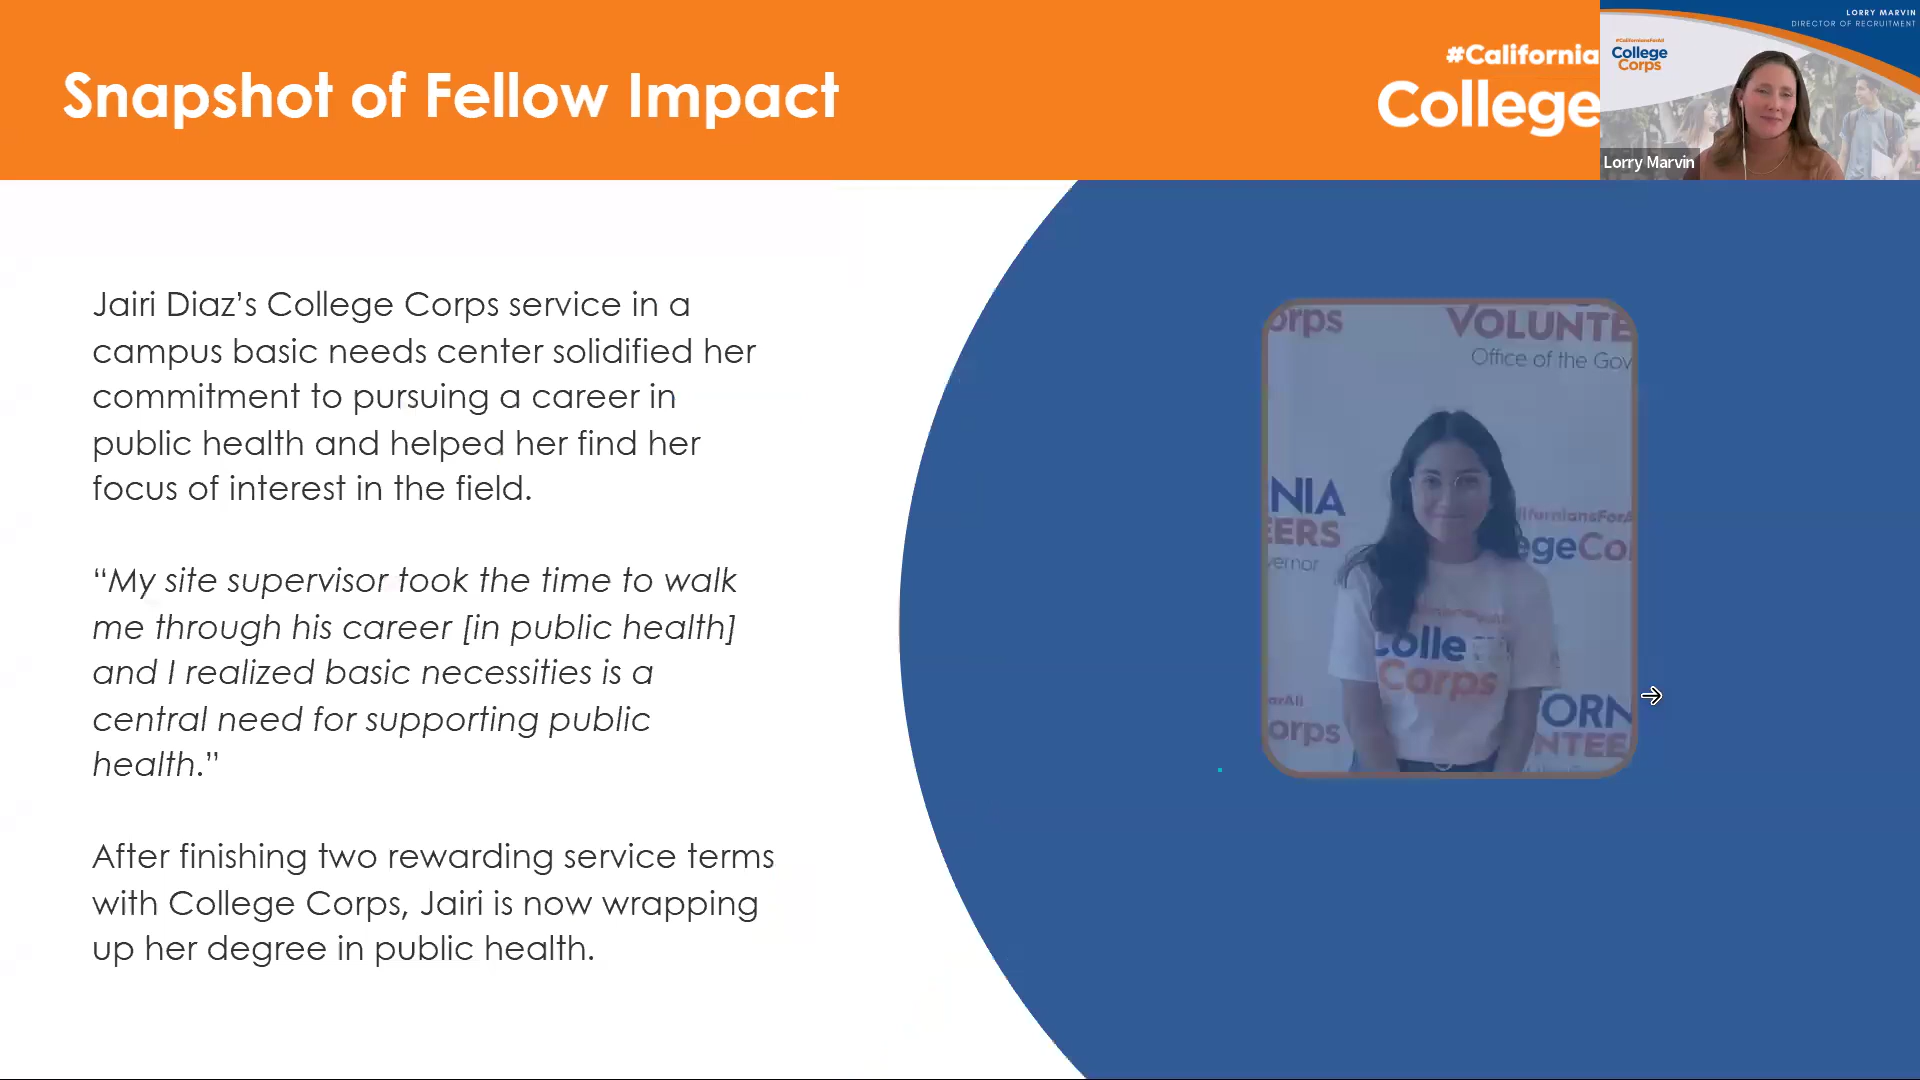 Snapshot of Fellow Impact
#California
College
LORRY MARVIN
DIRECTOR OF RECRUITMENT
#CaliforniansForAll
College
Corps
Lorry Marvin
Jairi Diaz’s College Corps service in a
campus basic needs center solidified her
commitment to pursuing a career in
public health and helped her find her
focus of interest in the field.
“My site supervisor took the time to walk
me through his career [in public health]
and I realized basic necessities is a
central need for supporting public
health.”
After finishing two rewarding service terms
with College Corps, Jairi is now wrapping
up her degree in public health.
orps
VOLUNTE
Office of the Gov
NIA
EERS
vernor
liforniansForA
egeCo
Colle
Corps
arAll
orps
ORN
NTEE